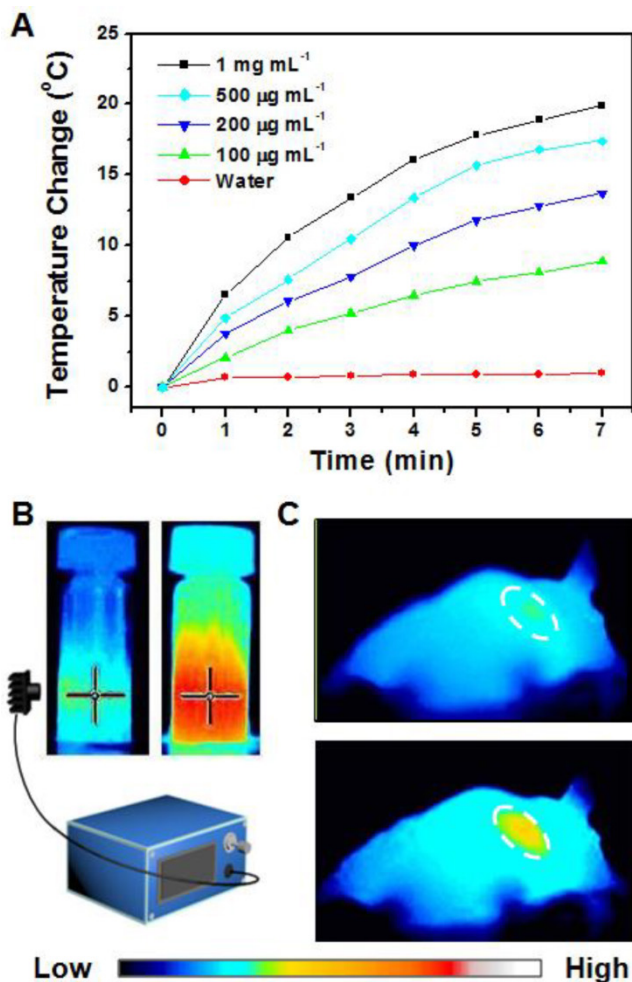 A
Temperature Change (°C)
25
20
15
10
5
0
1 mg mL⁻¹
500 µg mL⁻¹
200 µg mL⁻¹
100 µg mL⁻¹
Water
0 1 2 3 4 5 6 7
Time (min)
B
C
Low High